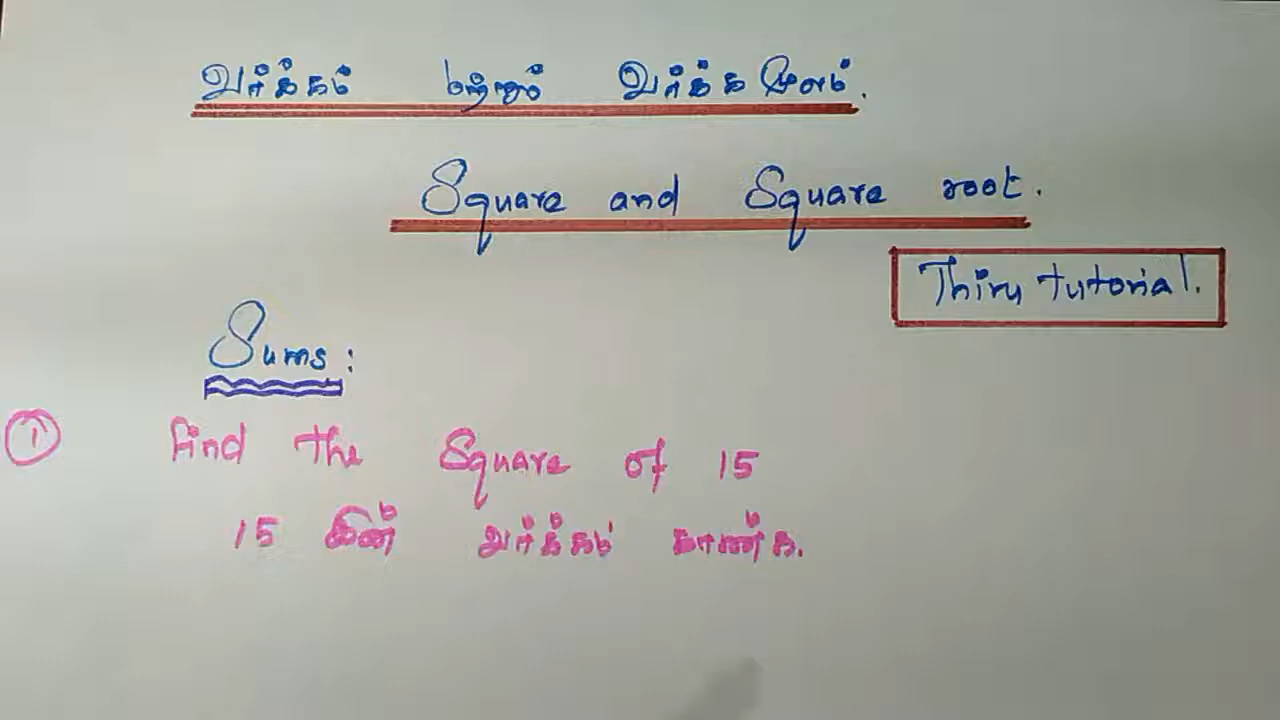 வர்க்கம் மற்றும் வர்க்கமூலம்.
Square and Square root.
Thiru tutorial.
Sums:
① Find the Square of 15
15 இன் வர்க்கம் காண்க.